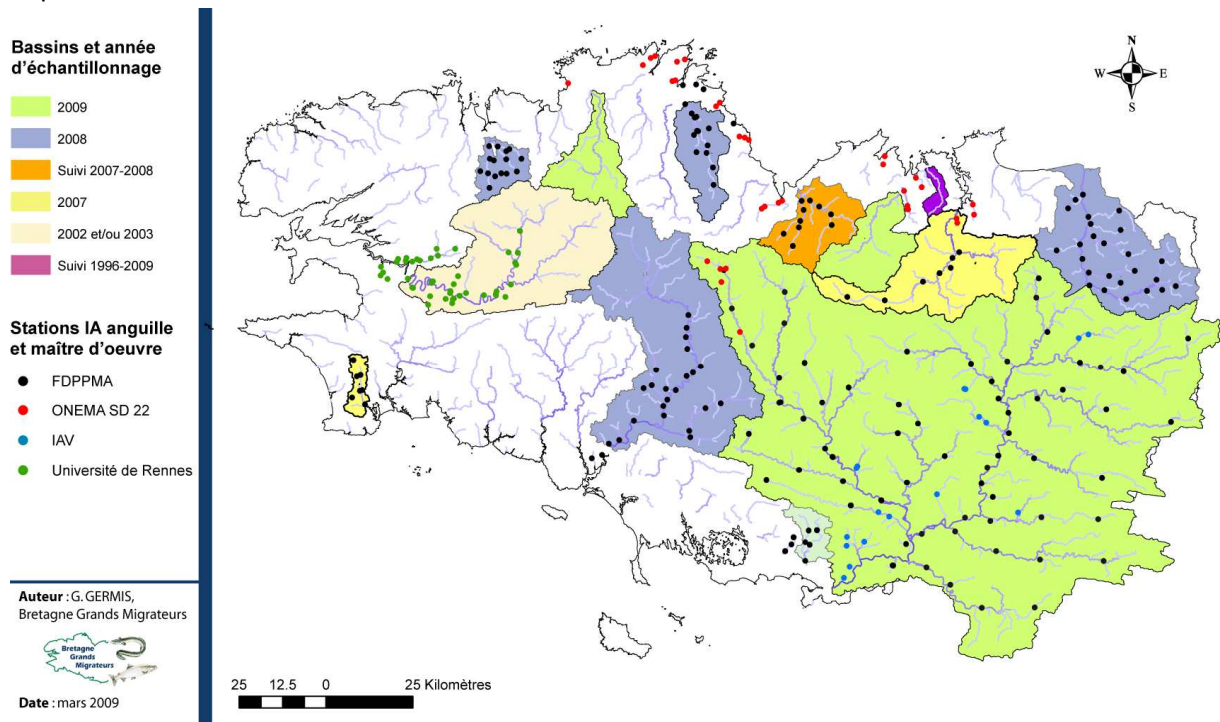 Bassins et année
d'échantillonnage
2009
2008
Suivi 2007-2008
2007
2002 et/ou 2003
Suivi 1996-2009
Stations IA anguille
et maître d'oeuvre
FDPPMA
ONEMA SD 22
IAV
Université de Rennes
Auteur : G. GERMIS,
Bretagne Grands Migrateurs
Bretagne
Grands
Migrateurs
Date : mars 2009
N
W E
S
25 12.5 0 25 Kilomètres